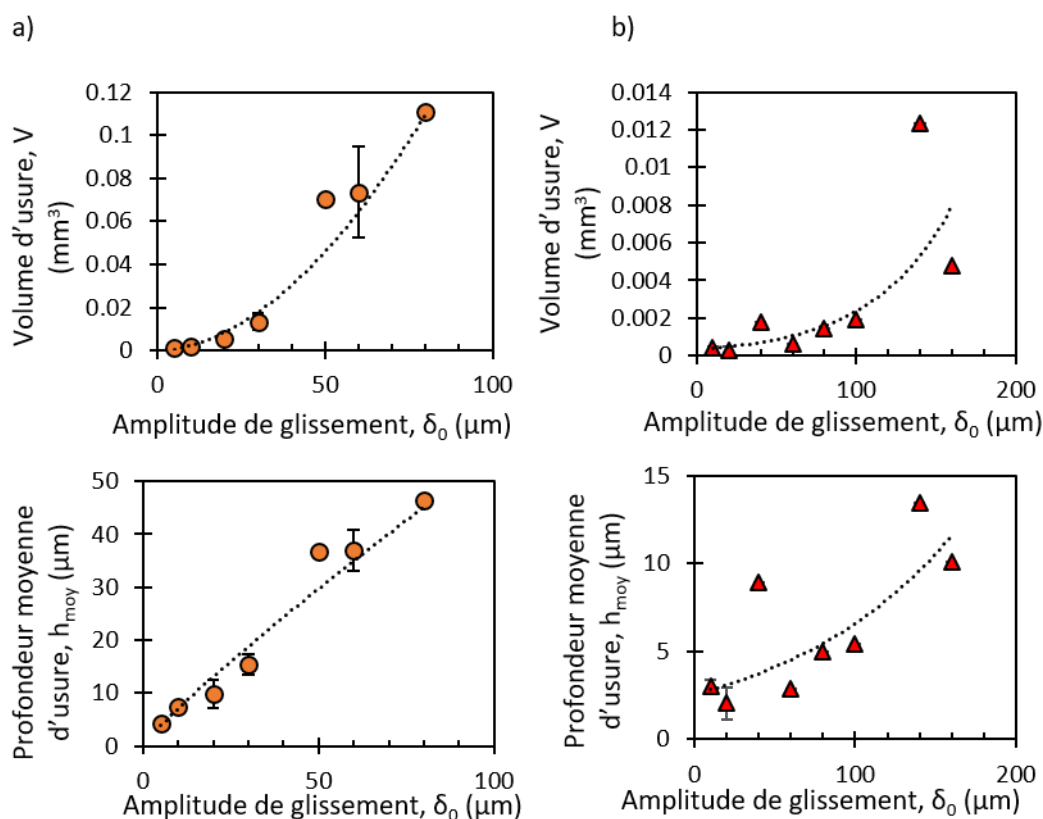 a)
Volume d’usure, V
(mm³)
0.12
0.1
0.08
0.06
0.04
0.02
0
0
50
100
Amplitude de glissement, δ₀ (µm)
b)
Volume d’usure, V
(mm³)
0.014
0.012
0.01
0.008
0.006
0.004
0.002
0
0
100
200
Amplitude de glissement, δ₀ (µm)
Profondeur moyenne
d’usure, hₘₒᵧ (µm)
50
40
30
20
10
0
0
50
100
Amplitude de glissement, δ₀ (µm)
Profondeur moyenne
d’usure, hₘₒᵧ (µm)
15
10
5
0
0
100
200
Amplitude de glissement, δ₀ (µm)